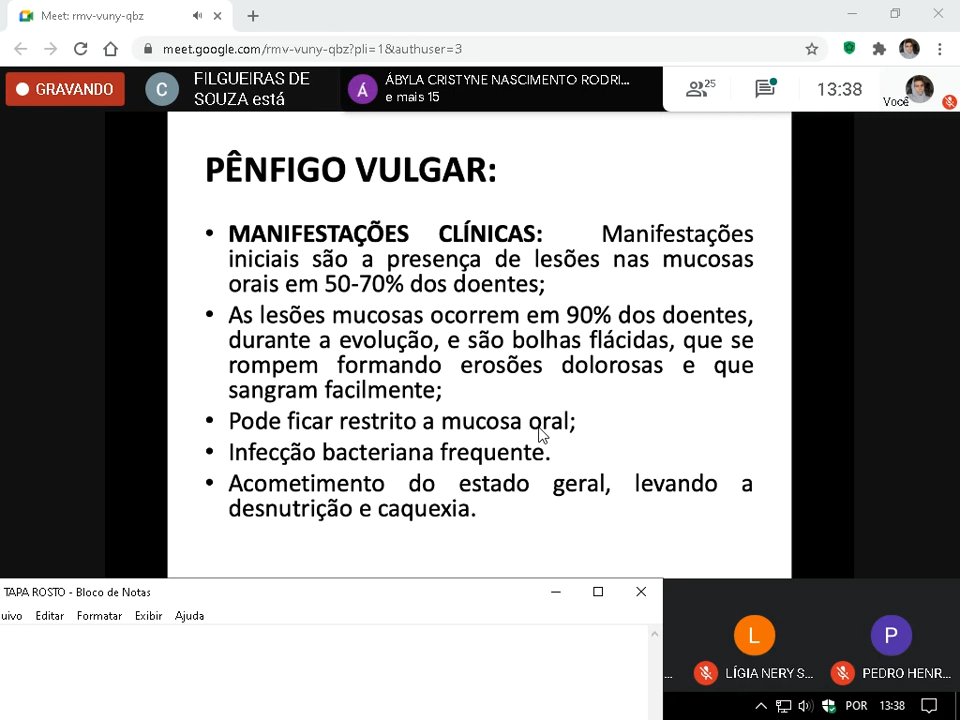 Meet: rmv-vuny-qbz
meet.google.com/rmv-vuny-qbz?pli=1&authuser=3
GRAVANDO
C
FILGUEIRAS DE
SOUZA está
Á
ÁBYLA CRISTYNE NASCIMENTO RODRI...
e mais 15
25
13:38
Você
PÊNFIGO VULGAR:
• MANIFESTAÇÕES CLÍNICAS: Manifestações
iniciais são a presença de lesões nas mucosas
orais em 50-70% dos doentes;
• As lesões mucosas ocorrem em 90% dos doentes,
durante a evolução, e são bolhas flácidas, que se
rompem formando erosões dolorosas e que
sangram facilmente;
• Pode ficar restrito a mucosa oral;
• Infecção bacteriana frequente.
• Acometimento do estado geral, levando a
desnutrição e caquexia.
TAPA ROSTO - Bloco de Notas
uivo Editar Formatar Exibir Ajuda
L
P
... LÍGIA NERY S... PEDRO HENR...
POR 13:38